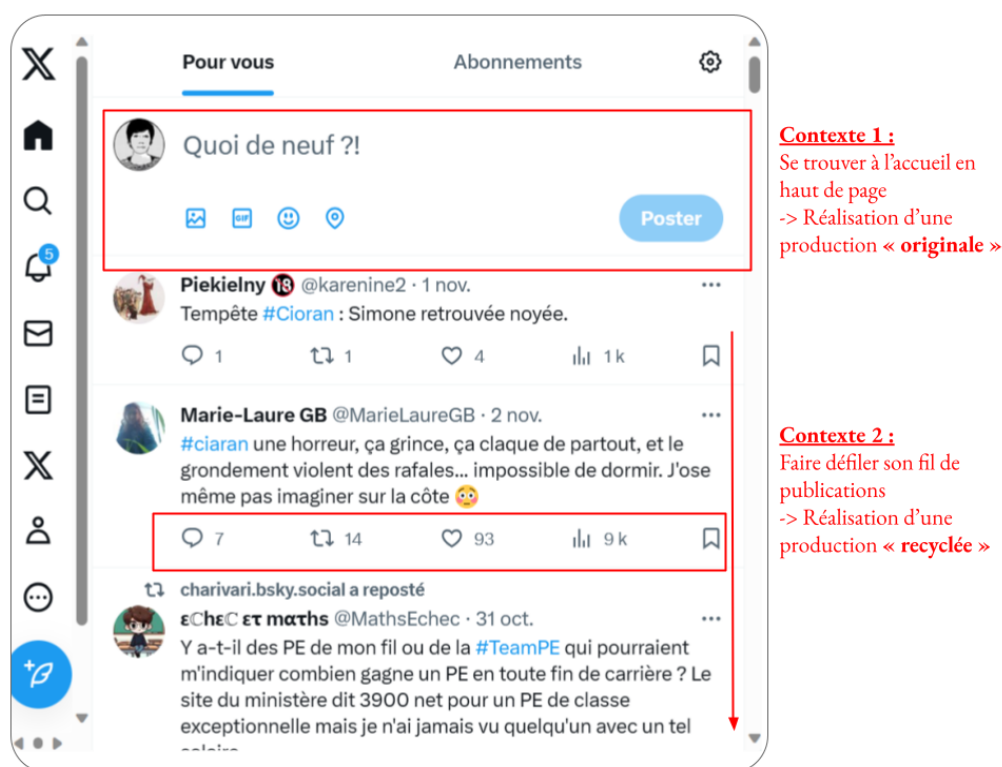 Pour vous Abonnements
Quoi de neuf ?!
GIF
Poster
5
Piekielny 🔞 @karenine2 · 1 nov.
Tempête #Cioran : Simone retrouvée noyée.
1 1 4 1 k
Marie-Laure GB @MarieLaureGB · 2 nov.
#ciaran une horreur, ça grince, ça claque de partout, et le
grondement violent des rafales... impossible de dormir. J'ose
même pas imaginer sur la côte 😳
7 14 93 9 k
charivari.bsky.social a reposté
εℂhεℂ ετ mατhs @MathsEchec · 31 oct.
Y a-t-il des PE de mon fil ou de la #TeamPE qui pourraient
m'indiquer combien gagne un PE en toute fin de carrière ? Le
site du ministère dit 3900 net pour un PE de classe
exceptionnelle mais je n'ai jamais vu quelqu'un avec un tel
Contexte 1 :
Se trouver à l'accueil en
haut de page
-> Réalisation d'une
production « originale »
Contexte 2 :
Faire défiler son fil de
publications
-> Réalisation d'une
production « recyclée »